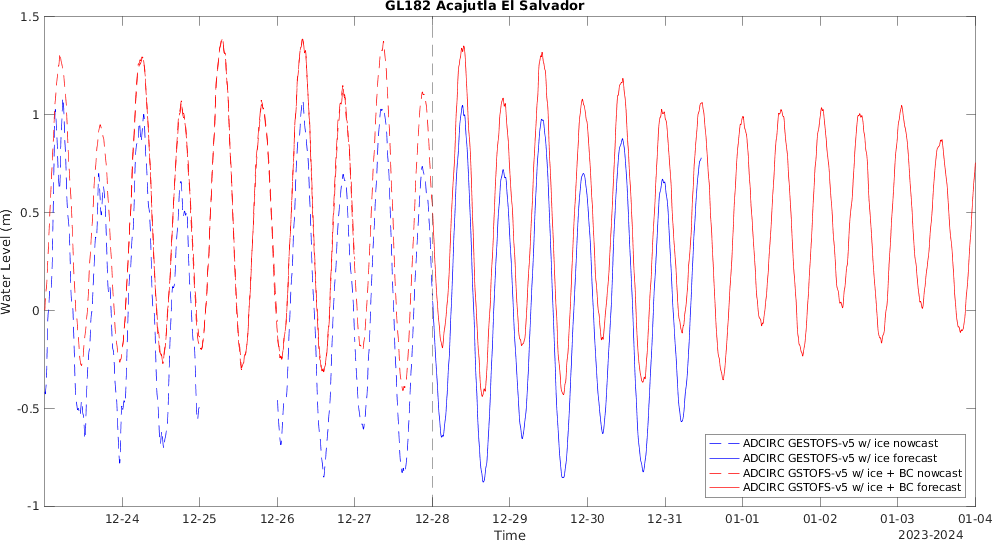 GL182 Acajutla El Salvador
1.5
1
0.5
0
-0.5
-1
Water Level (m)
ADCIRC GESTOFS-v5 w/ ice nowcast
ADCIRC GESTOFS-v5 w/ ice forecast
ADCIRC GSTOFS-v5 w/ ice + BC nowcast
ADCIRC GSTOFS-v5 w/ ice + BC forecast
12-24 12-25 12-26 12-27 12-28 12-29 12-30 12-31 01-01 01-02 01-03 01-04
Time
2023-2024